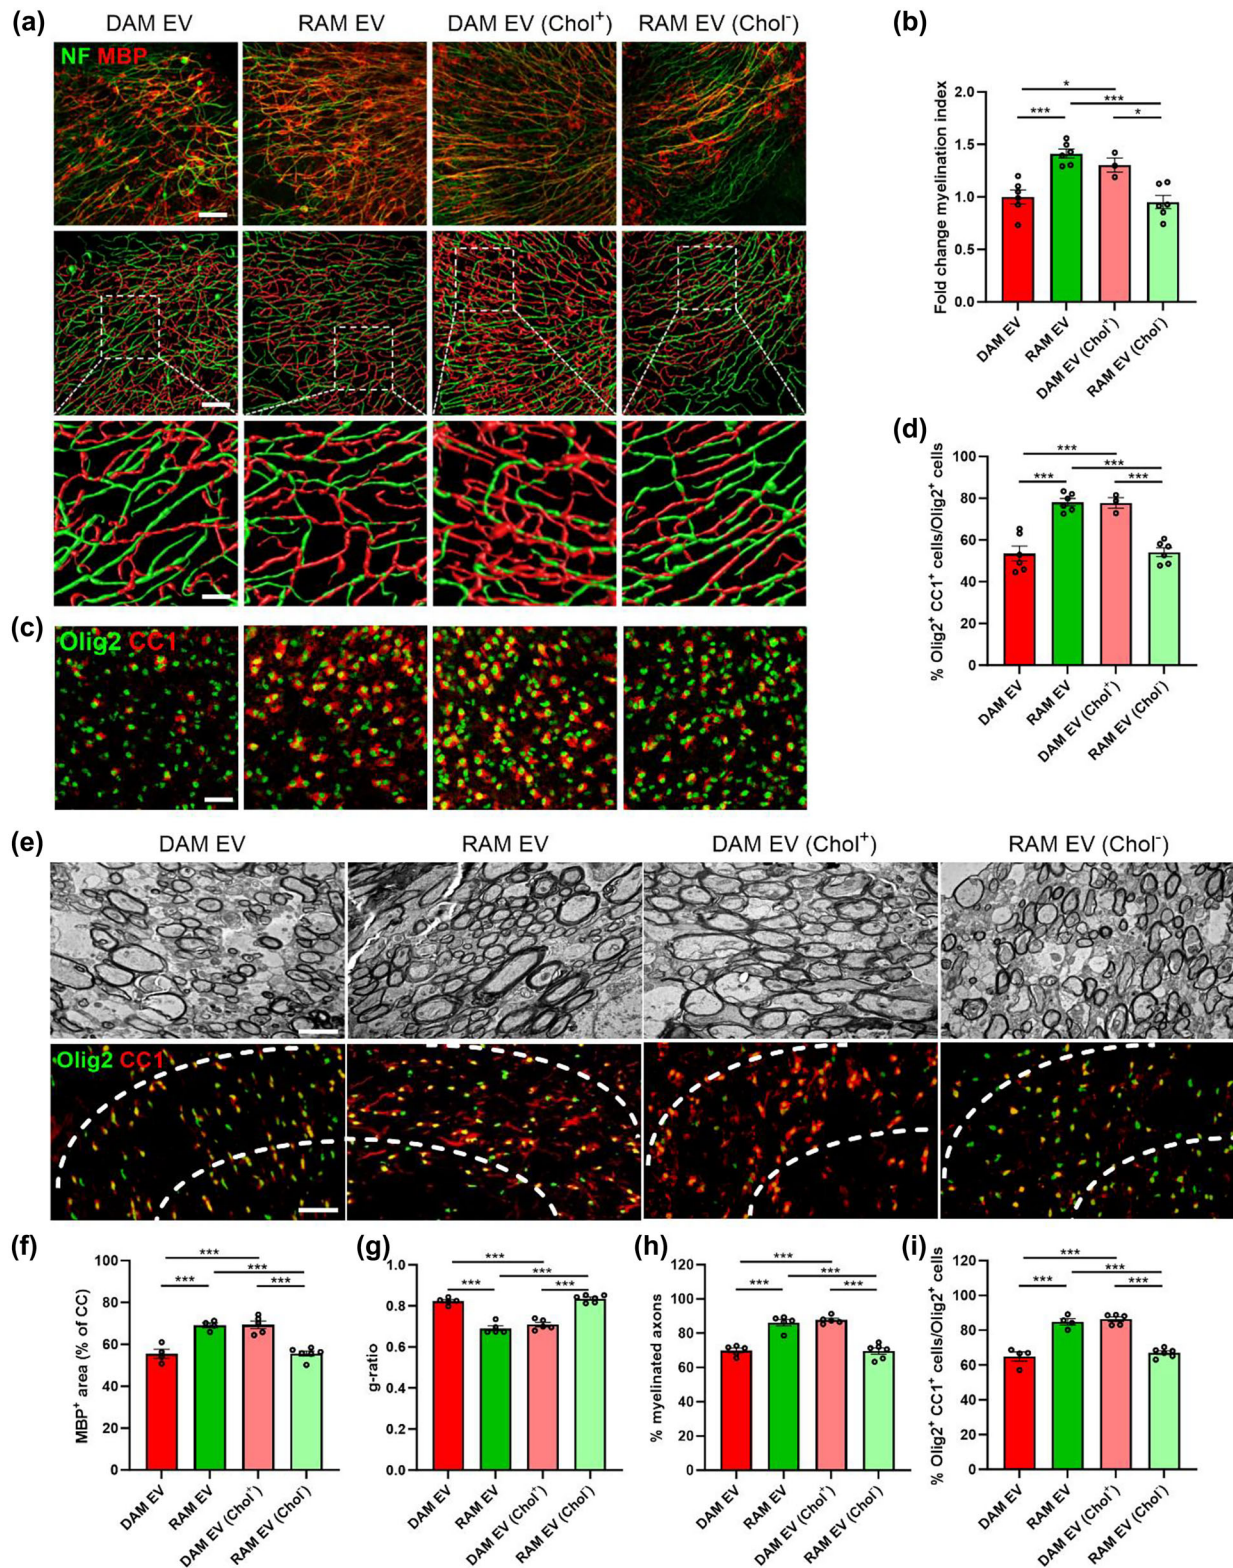 (a)
DAM EV RAM EV DAM EV (Chol⁺) RAM EV (Chol⁻)
NF MBP
(b)
Fold change myelination index
2.0
1.5
1.0
0.5
0.0
* *** *** *
DAM EV RAM EV DAM EV (Chol⁺) RAM EV (Chol⁻)
(c)
Olig2 CC1
(d)
% Olig2⁺ CC1⁺ cells/Olig2⁺ cells
100
80
60
40
20
0
*** *** *** ***
DAM EV RAM EV DAM EV (Chol⁺) RAM EV (Chol⁻)
(e)
DAM EV RAM EV DAM EV (Chol⁺) RAM EV (Chol⁻)
Olig2 CC1
(f)
MBP⁺ area (% of CC)
100
80
60
40
20
0
*** *** *** ***
DAM EV RAM EV DAM EV (Chol⁺) RAM EV (Chol⁻)
(g)
g-ratio
1.0
0.8
0.6
0.4
0.2
0.0
*** *** *** ***
DAM EV RAM EV DAM EV (Chol⁺) RAM EV (Chol⁻)
(h)
% myelinated axons
120
100
80
60
40
20
0
*** *** *** ***
DAM EV RAM EV DAM EV (Chol⁺) RAM EV (Chol⁻)
(i)
% Olig2⁺ CC1⁺ cells/Olig2⁺ cells
120
100
80
60
40
20
0
*** *** *** ***
DAM EV RAM EV DAM EV (Chol⁺) RAM EV (Chol⁻)